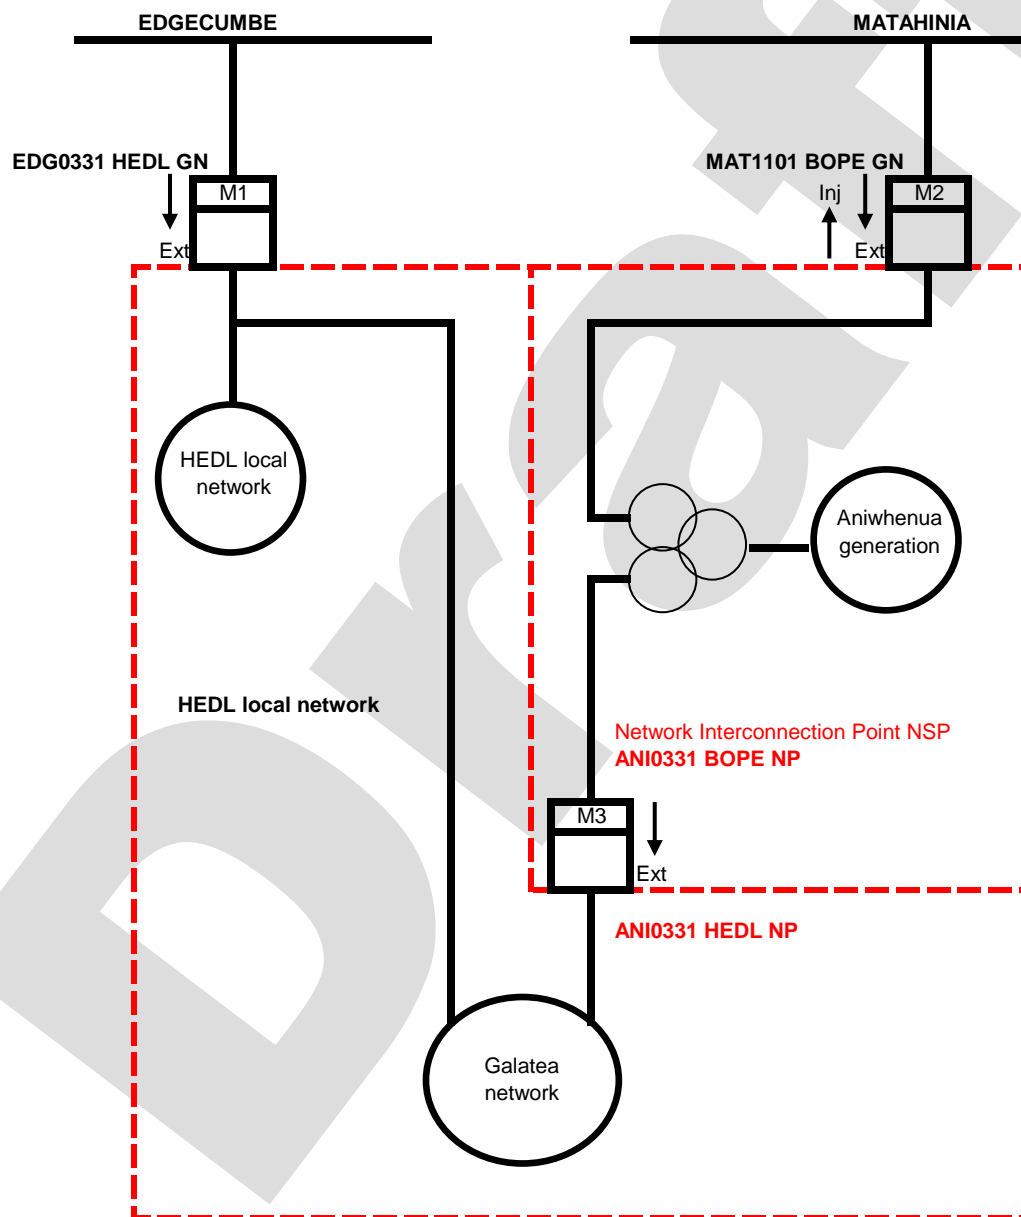 EDGECUMBE
MATAHINIA
EDG0331 HEDL GN
M1
Ext
MAT1101 BOPE GN
Inj
M2
Ext
HEDL local
network
Aniwhenua
generation
HEDL local network
Network Interconnection Point NSP
ANI0331 BOPE NP
M3
Ext
ANI0331 HEDL NP
Galatea
network
Draft